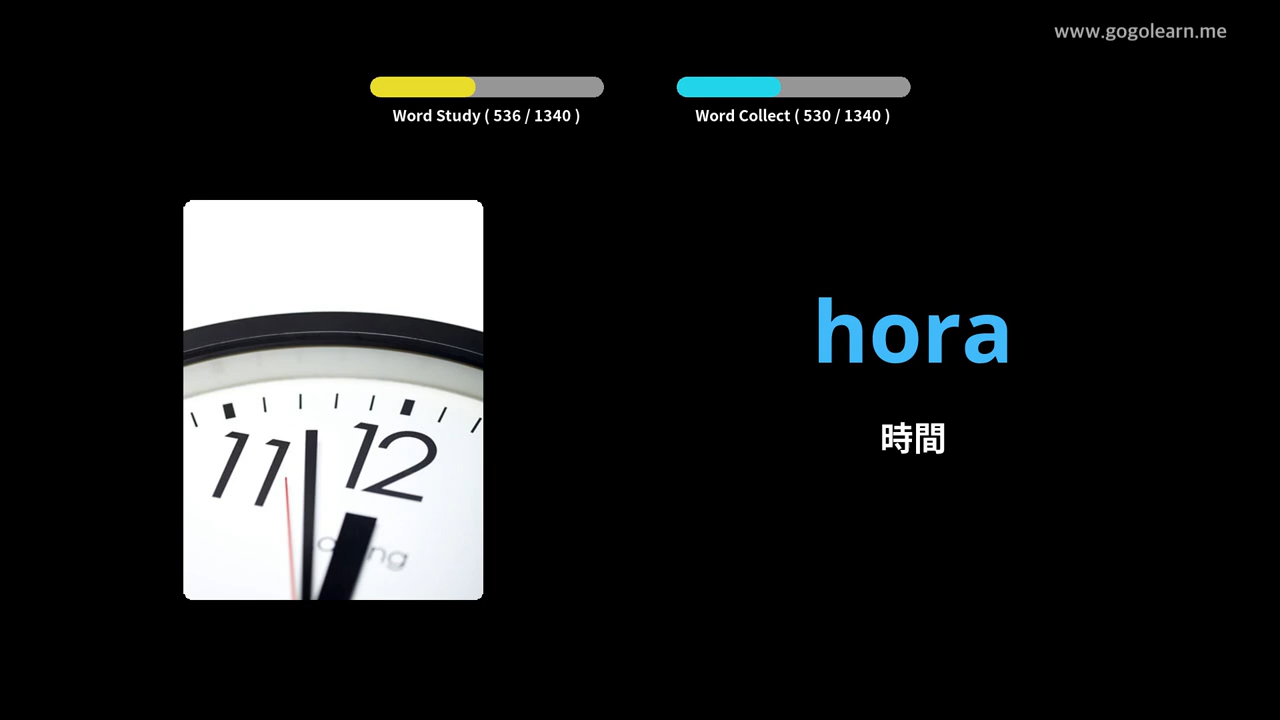 www.gogolearn.me
Word Study ( 536 / 1340 )
Word Collect ( 530 / 1340 )
11
12
hora
時間